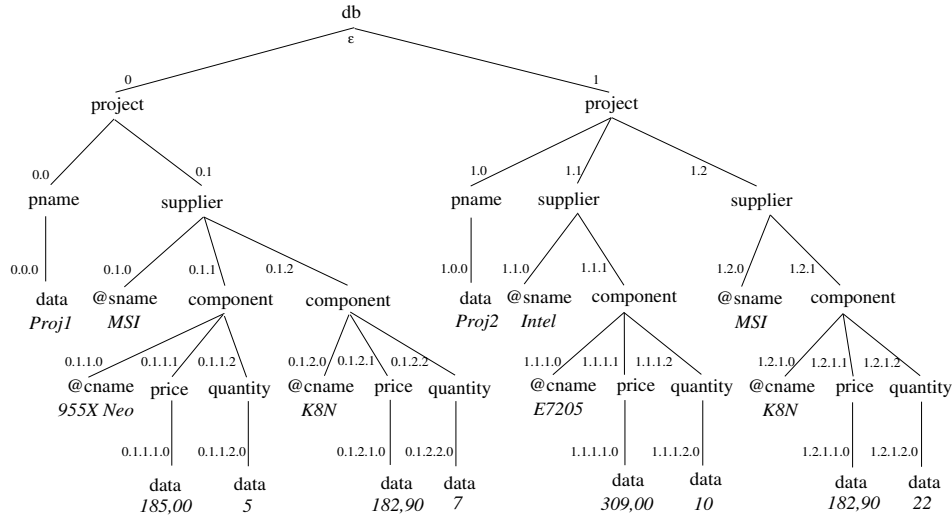 db
ε
0 1
project project
0.0 0.1 1.0 1.1 1.2
pname supplier pname supplier supplier
0.0.0 0.1.0 0.1.1 0.1.2 1.0.0 1.1.0 1.1.1 1.2.0 1.2.1
data @sname component component data @sname component @sname component
Proj1 MSI Proj2 Intel MSI
0.1.1.0 0.1.1.1 0.1.1.2 0.1.2.0 0.1.2.1 0.1.2.2 1.1.1.0 1.1.1.1 1.1.1.2 1.2.1.0 1.2.1.1 1.2.1.2
@cname price quantity @cname price quantity @cname price quantity @cname price quantity
955X Neo K8N E7205 K8N
0.1.1.1.0 0.1.1.2.0 0.1.2.1.0 0.1.2.2.0 1.1.1.1.0 1.1.1.2.0 1.2.1.1.0 1.2.1.2.0
data data data data data data data data
185,00 5 182,90 7 309,00 10 182,90 22